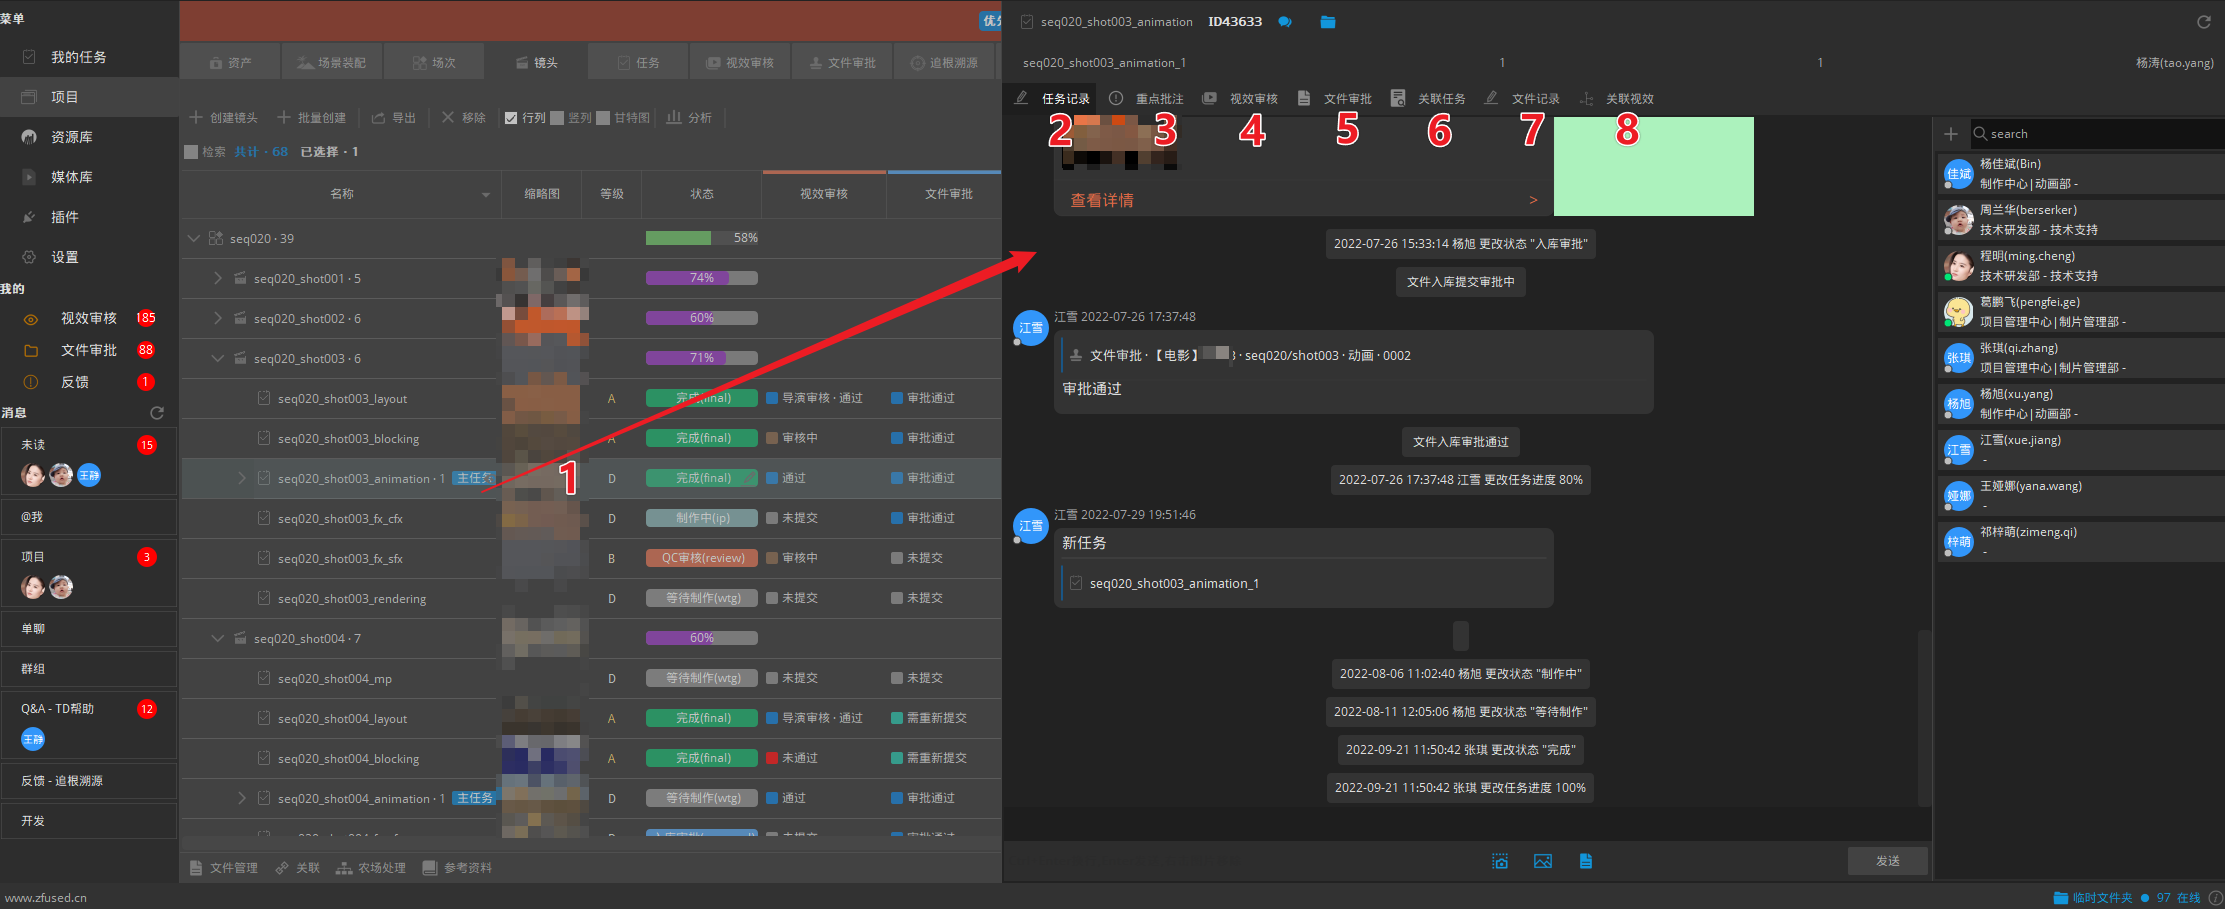 菜单
我的任务
项目
资源库
媒体库
插件
设置
我的
视效审核 185
文件审批 88
反馈 1
消息
未读 15
王静
@我
项目 3
单聊
群组
Q&A - TD帮助 12
王静
反馈 - 追根溯源
开发
www.zfused.cn
资产 场景装配 场次 镜头 任务 视效审核 文件审批 追根溯源
创建镜头 批量创建 导出 移除 行列 竖列 甘特图 分析
检索 共计 · 68 已选择 · 1
名称 缩略图 等级 状态 视效审核 文件审批
seq020 · 39 58%
seq020_shot001 · 5 74%
seq020_shot002 · 6 60%
seq020_shot003 · 6 71%
seq020_shot003_layout A 完成(final) 导演审核 · 通过 审批通过
seq020_shot003_blocking A 完成(final) 审核中 审批通过
seq020_shot003_animation · 1 主任务 1 D 完成(final) 通过 审批通过
seq020_shot003_fx_cfx D 制作中(ip) 未提交 审批通过
seq020_shot003_fx_sfx B QC审核(review) 审核中 未提交
seq020_shot003_rendering D 等待制作(wtg) 未提交 未提交
seq020_shot004 · 7 60%
seq020_shot004_mp D 等待制作(wtg) 未提交 未提交
seq020_shot004_layout A 完成(final) 导演审核 · 通过 需重新提交
seq020_shot004_blocking A 完成(final) 未通过 需重新提交
seq020_shot004_animation · 1 主任务 D 等待制作(wtg) 通过 审批通过
文件管理 关联 农场处理 参考资料
seq020_shot003_animation ID43633
seq020_shot003_animation_1 1 1 杨涛(tao.yang)
任务记录 重点批注 视效审核 文件审批 关联任务 文件记录 关联视效
2 3 4 5 6 7 8
查看详情 >
2022-07-26 15:33:14 杨旭 更改状态 "入库审批"
文件入库提交审批中
江雪 江雪 2022-07-26 17:37:48
文件审批 · 【电影】 · seq020/shot003 · 动画 · 0002
审批通过
文件入库审批通过
2022-07-26 17:37:48 江雪 更改任务进度 80%
江雪 江雪 2022-07-29 19:51:46
新任务
seq020_shot003_animation_1
2022-08-06 11:02:40 杨旭 更改状态 "制作中"
2022-08-11 12:05:06 杨旭 更改状态 "等待制作"
2022-09-21 11:50:42 张琪 更改状态 "完成"
2022-09-21 11:50:42 张琪 更改任务进度 100%
发送
search
佳斌 杨佳斌(Bin)
制作中心|动画部 -
周兰华(berserker)
技术研发部 - 技术支持
程明(ming.cheng)
技术研发部 - 技术支持
葛鹏飞(pengfei.ge)
项目管理中心|制片管理部 -
张琪 张琪(qi.zhang)
项目管理中心|制片管理部 -
杨旭 杨旭(xu.yang)
制作中心|动画部 -
江雪 江雪(xue.jiang)
-
娅娜 王娅娜(yana.wang)
-
梓萌 祁梓萌(zimeng.qi)
-
临时文件夹 97 在线